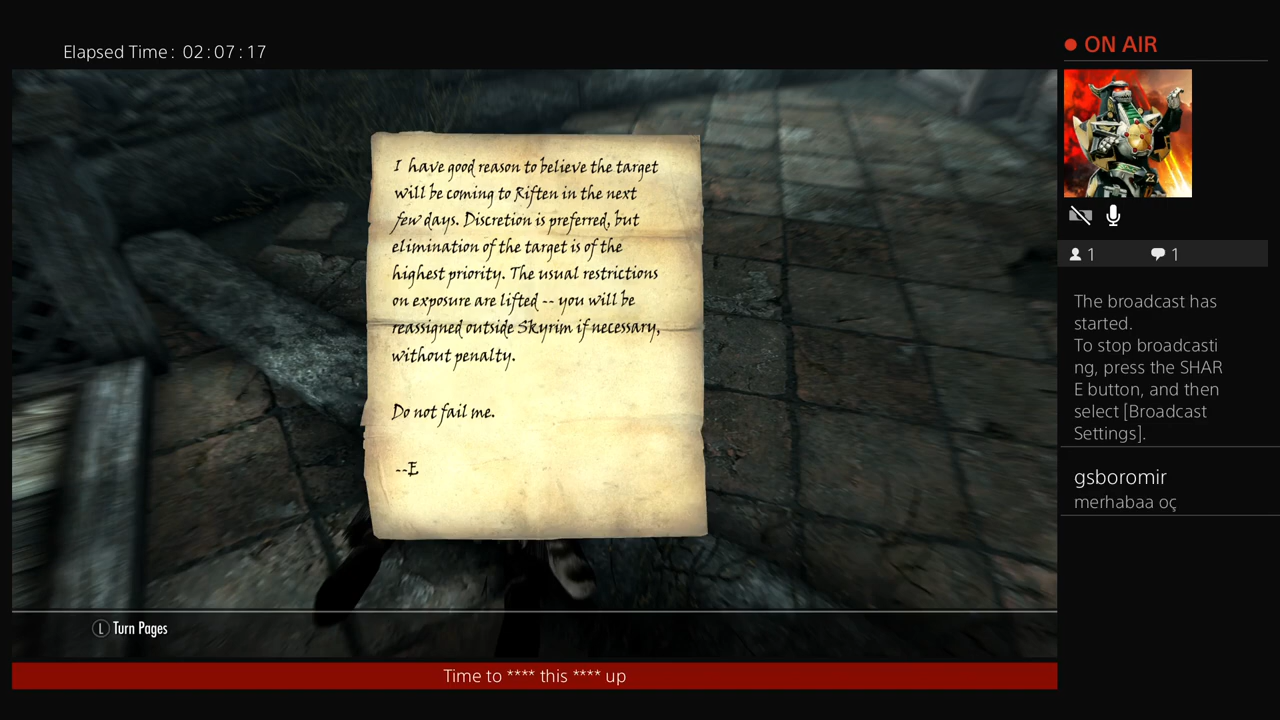 Elapsed Time: 02:07:17
ON AIR
I have good reason to believe the target
will be coming to Riften in the next
few days. Discretion is preferred, but
elimination of the target is of the
highest priority. The usual restrictions
on exposure are lifted -- you will be
reassigned outside Skyrim if necessary,
without penalty.
Do not fail me.
--E
L Turn Pages
Time to **** this **** up
1 1
The broadcast has
started.
To stop broadcasti
ng, press the SHAR
E button, and then
select [Broadcast
Settings].
gsboromir
merhabaa oç